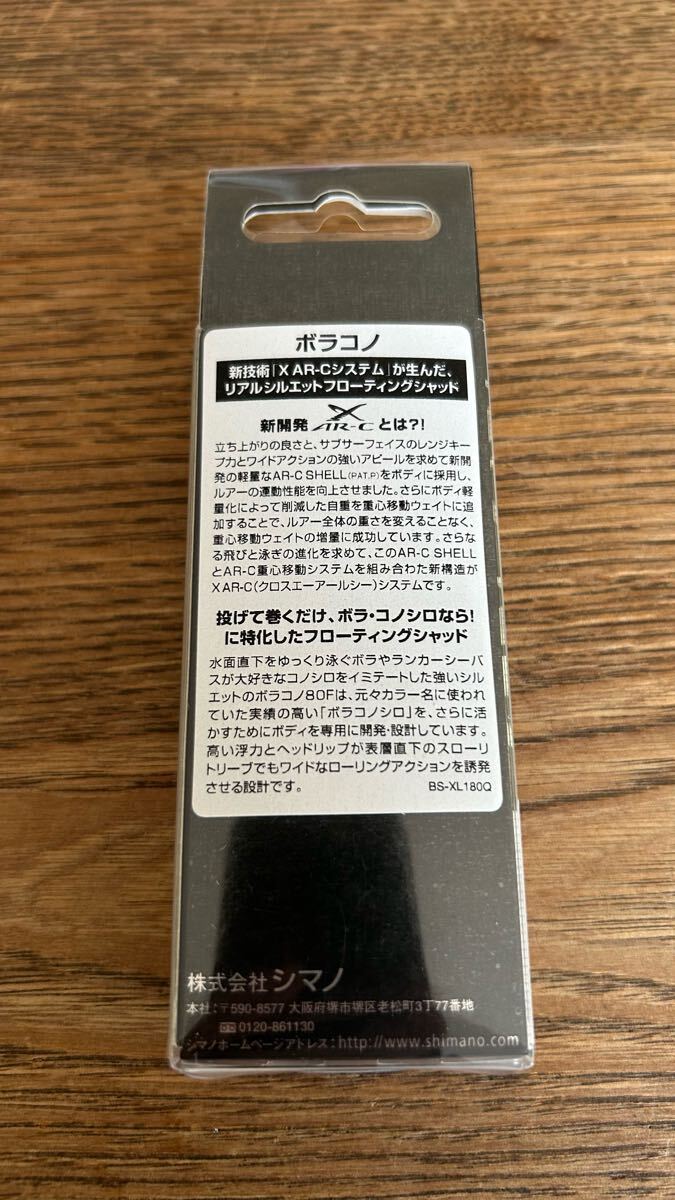 ボラコノ
新技術「X AR-Cシステム」が生んだ、
リアルシルエットフローティングシャッド
新開発 X AR-C とは?!
立ち上がりの良さと、サブサーフェイスのレンジキー
プ力とワイドアクションの強いアピールを求めて新開
発の軽量なAR-C SHELL(PAT.P)をボディに採用し、
ルアーの運動性能を向上させました。さらにボディ軽
量化によって削減した自重を重心移動ウェイトに追
加することで、ルアー全体の重さを変えることなく、
重心移動ウェイトの増量に成功しています。さらな
る飛びと泳ぎの進化を求めて、このAR-C SHELL
とAR-C重心移動システムを組み合わた新構造が
X AR-C(クロスエーアールシー)システムです。
投げて巻くだけ、ボラ・コノシロなら!
に特化したフローティングシャッド
水面直下をゆっくり泳ぐボラやランカーシーバ
スが大好きなコノシロをイミテートした強いシル
エットのボラコノ80Fは、元々カラー名に使われ
ていた実績の高い「ボラコノシロ」を、さらに活
かすためにボディを専用に開発・設計しています。
高い浮力とヘッドリップが表層直下のスローリ
トリーブでもワイドなローリングアクションを誘発
させる設計です。
BS-XL180Q
株式会社 シマノ
本社:〒590-8577 大阪府堺市堺区老松町3丁77番地
0120-861130
シマノホームページアドレス:http://www.shimano.com